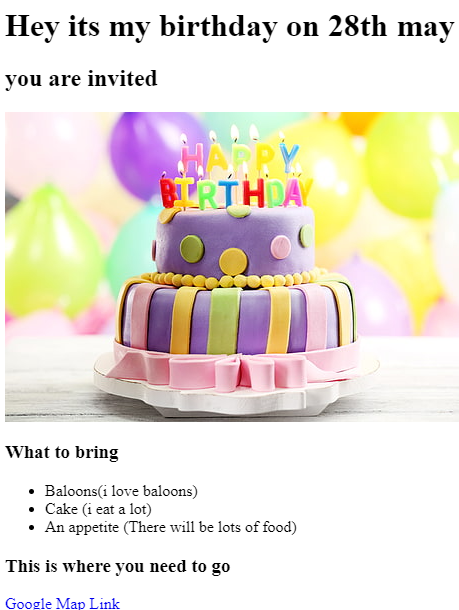 Hey its my birthday on 28th may
you are invited
HAPPY
BIRTHDAY
What to bring
Baloons(i love baloons)
Cake (i eat a lot)
An appetite (There will be lots of food)
This is where you need to go
Google Map Link